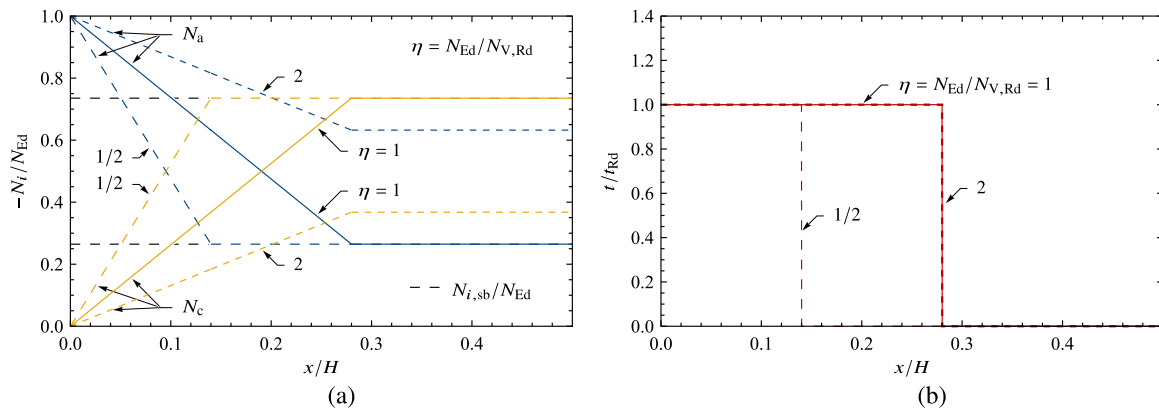 1.0
0.8
0.6
0.4
0.2
0.0
−N_i/N_Ed
N_a
η = N_Ed/N_V,Rd
2
1/2
1/2
η = 1
η = 1
2
N_c
N_i,sb/N_Ed
0.0 0.1 0.2 0.3 0.4
x/H
(a)
1.4
1.2
1.0
0.8
0.6
0.4
0.2
0.0
t/t_Rd
η = N_Ed/N_V,Rd = 1
2
1/2
0.0 0.1 0.2 0.3 0.4
x/H
(b)